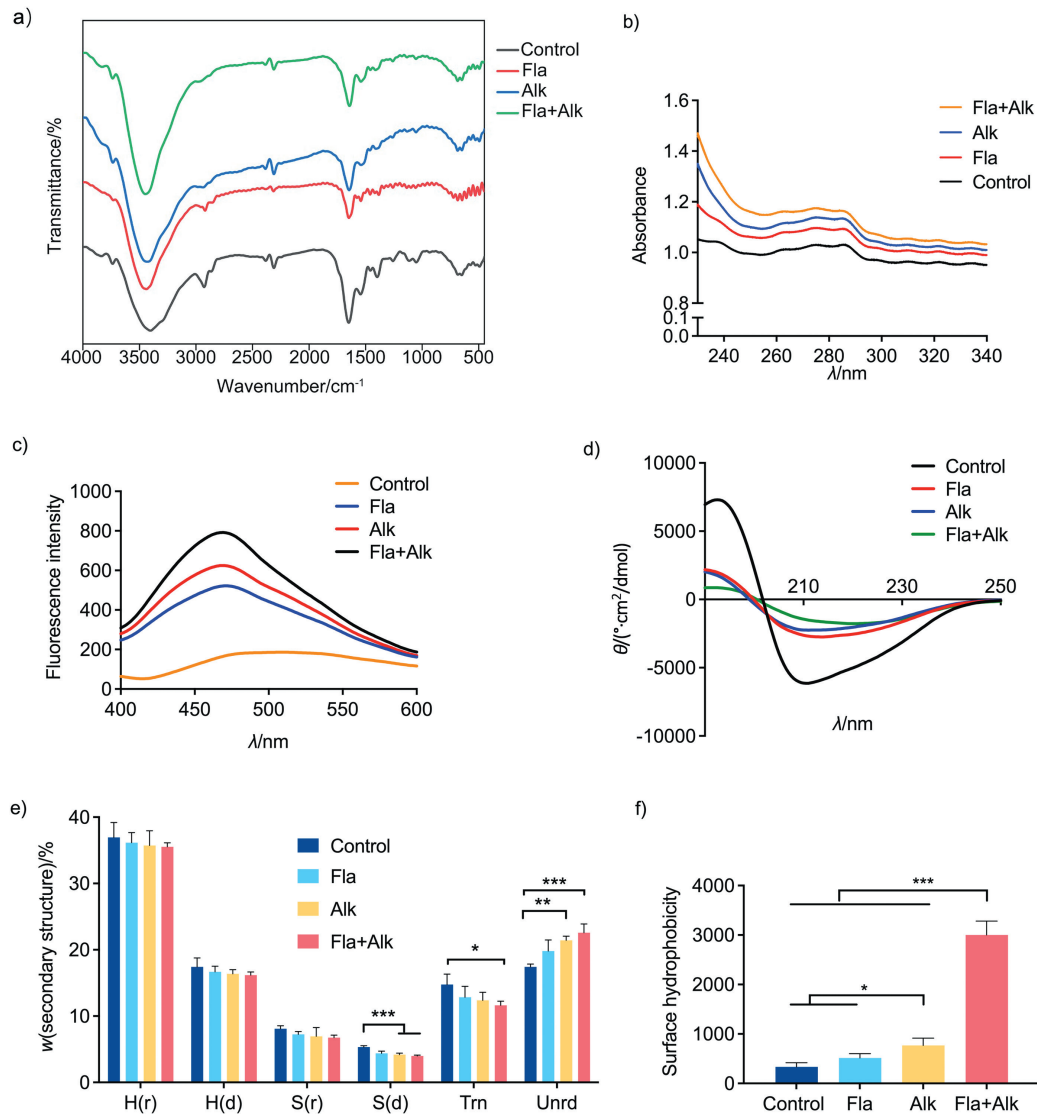 a)
Control
Fla
Alk
Fla+Alk
Transmittance/%
4000 3500 3000 2500 2000 1500 1000 500
Wavenumber/cm⁻¹
b)
1.6
1.4
1.2
1.0
0.8
0.1
0.0
Absorbance
Fla+Alk
Alk
Fla
Control
240 260 280 300 320 340
λ/nm
c)
1000
800
600
400
200
0
Fluorescence intensity
Control
Fla
Alk
Fla+Alk
400 450 500 550 600
λ/nm
d)
10000
5000
0
-5000
-10000
θ/(°·cm²/dmol)
Control
Fla
Alk
Fla+Alk
210 230 250
λ/nm
e)
40
30
20
10
0
w(secondary structure)/%
Control
Fla
Alk
Fla+Alk
***
*
**
***
H(r) H(d) S(r) S(d) Trn Unrd
f)
4000
3000
2000
1000
0
Surface hydrophobicity
***
*
Control Fla Alk Fla+Alk